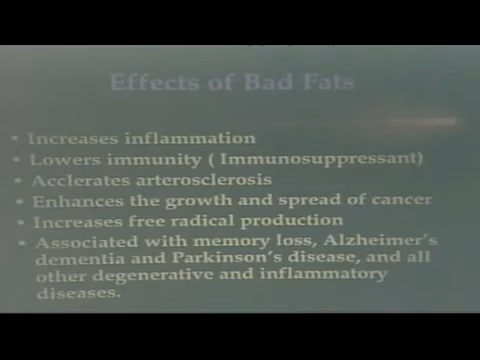 Effects of Bad Fats
• Increases inflammation
• Lowers immunity ( Immunosuppressant)
• Acclerates arterosclerosis
• Enhances the growth and spread of cancer
• Increases free radical production
• Associated with memory loss, Alzheimer's
dementia and Parkinson's disease, and all
other degenerative and inflammatory
diseases.